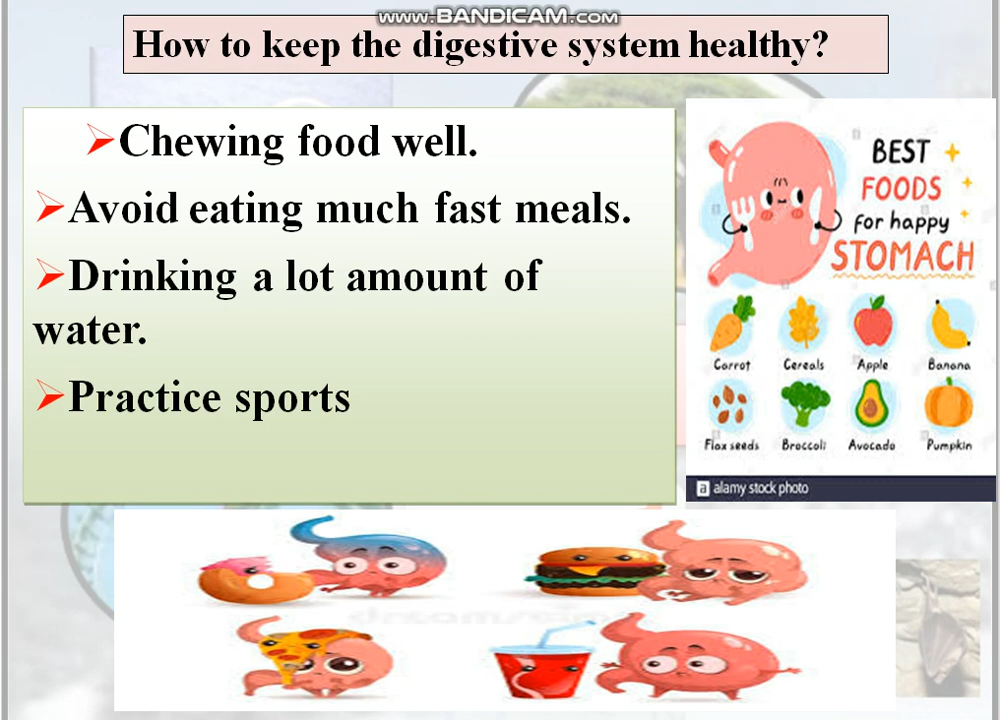 www.BANDICAM.com
How to keep the digestive system healthy?
➢Chewing food well.
➢Avoid eating much fast meals.
➢Drinking a lot amount of
water.
➢Practice sports
BEST
FOODS
for happy
STOMACH
Carrot Cereals Apple Banana
Flax seeds Broccoli Avocado Pumpkin
a alamy stock photo